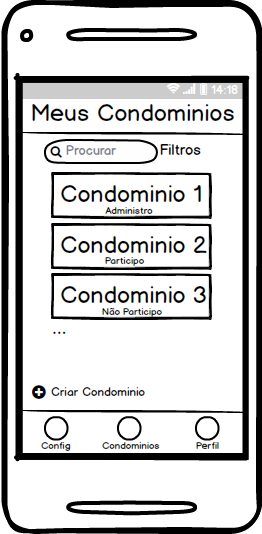 14:18
Meus Condominios
Procurar Filtros
Condominio 1
Administro
Condominio 2
Participo
Condominio 3
Não Participo
...
Criar Condominio
Config Condominios Perfil